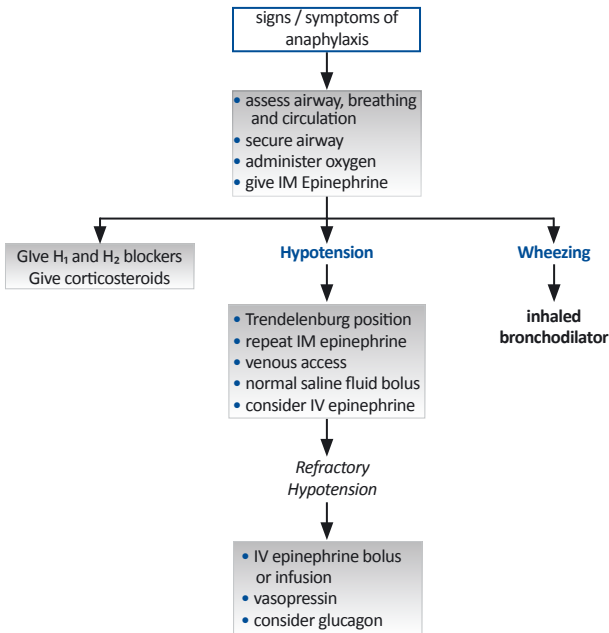 signs / symptoms of
anaphylaxis
• assess airway, breathing
and circulation
• secure airway
• administer oxygen
• give IM Epinephrine
GIve H₁ and H₂ blockers
Give corticosteroids
Hypotension
Wheezing
• Trendelenburg position
• repeat IM epinephrine
• venous access
• normal saline fluid bolus
• consider IV epinephrine
inhaled
bronchodilator
Refractory
Hypotension
• IV epinephrine bolus
or infusion
• vasopressin
• consider glucagon